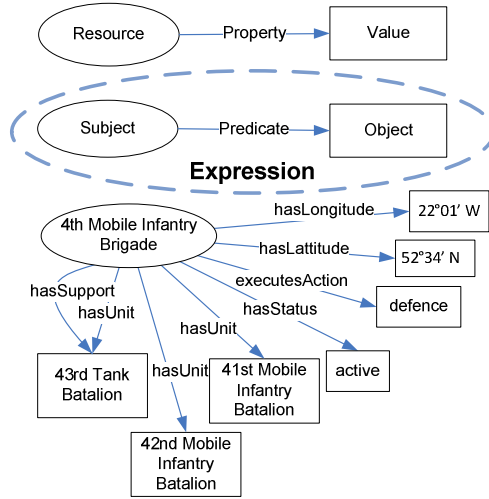 Resource
Property
Value
Subject
Predicate
Object
Expression
4th Mobile Infantry
Brigade
hasLongitude
22°01' W
hasLattitude
52°34' N
executesAction
defence
hasStatus
active
hasSupport
hasUnit
hasUnit
hasUnit
43rd Tank
Batalion
41st Mobile
Infantry
Batalion
42nd Mobile
Infantry
Batalion